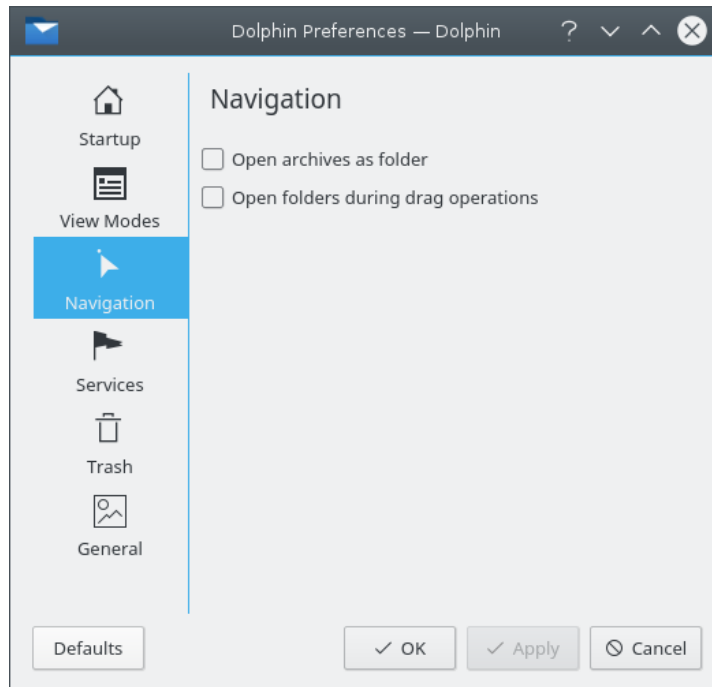 Dolphin Preferences — Dolphin
Startup
View Modes
Navigation
Services
Trash
General
Navigation
Open archives as folder
Open folders during drag operations
Defaults
OK
Apply
Cancel